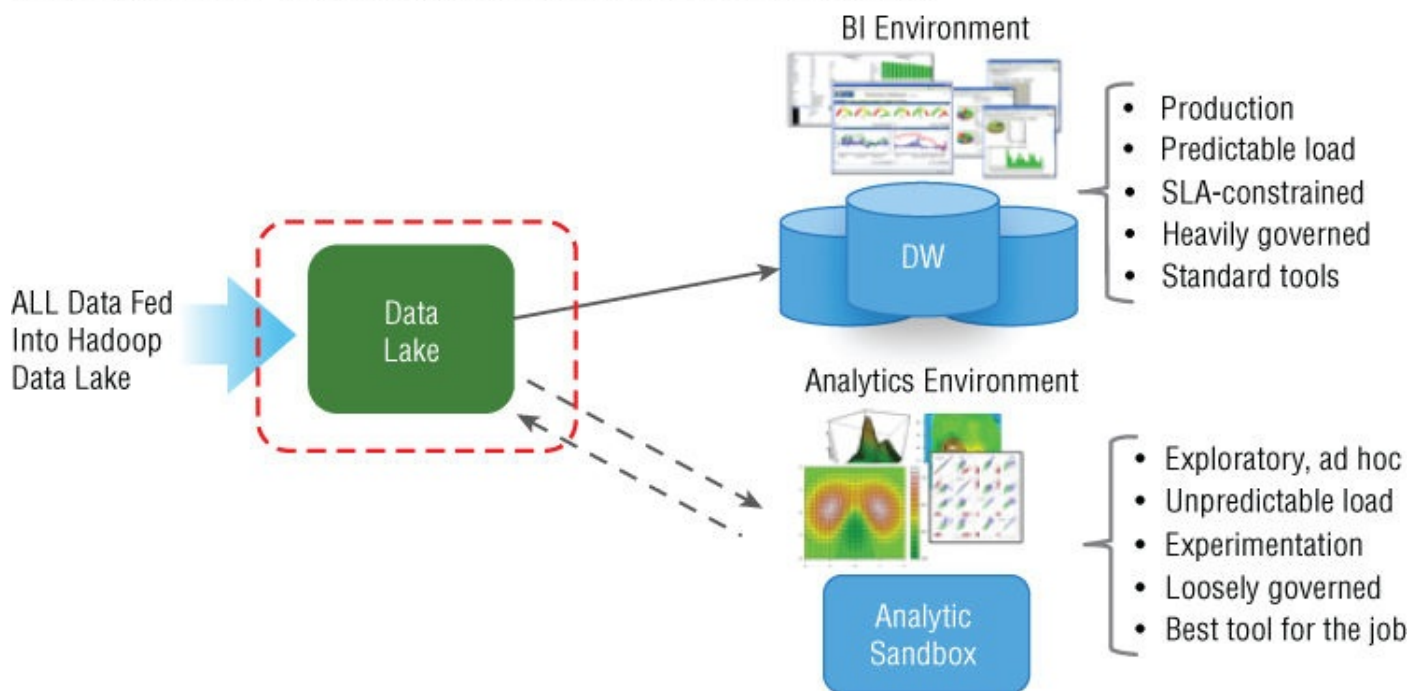 BI Environment
• Production
• Predictable load
• SLA-constrained
• Heavily governed
• Standard tools
DW
ALL Data Fed
Into Hadoop
Data Lake
Data
Lake
Analytics Environment
• Exploratory, ad hoc
• Unpredictable load
• Experimentation
• Loosely governed
• Best tool for the job
Analytic
Sandbox